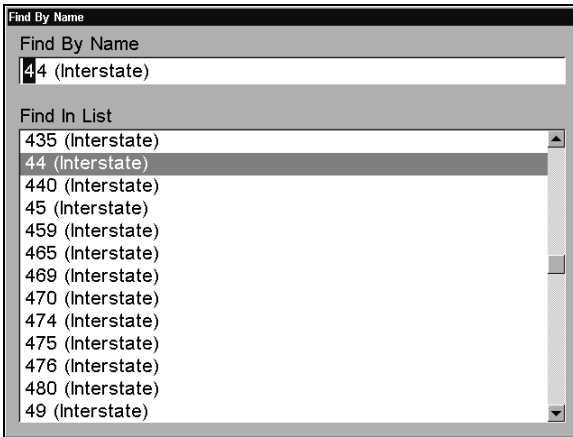 Find By Name
Find By Name
44 (Interstate)
Find In List
435 (Interstate)
44 (Interstate)
440 (Interstate)
45 (Interstate)
459 (Interstate)
465 (Interstate)
469 (Interstate)
470 (Interstate)
474 (Interstate)
475 (Interstate)
476 (Interstate)
480 (Interstate)
49 (Interstate)